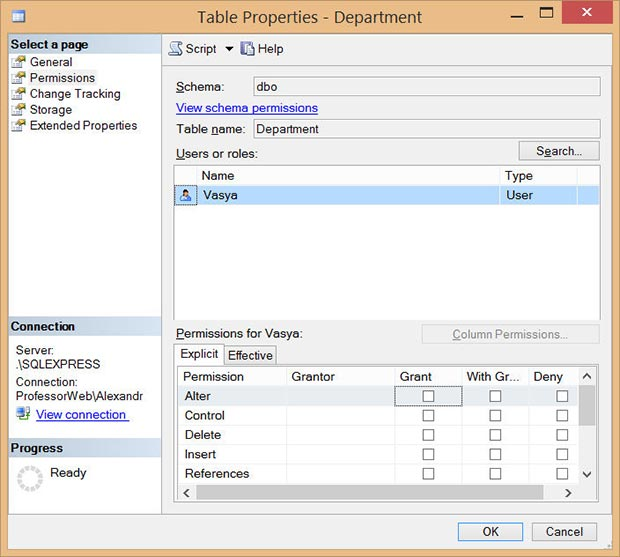 Table Properties - Department
Select a page
General
Permissions
Change Tracking
Storage
Extended Properties
Script Help
Schema: dbo
View schema permissions
Table name: Department
Users or roles: Search...
Name Type
Vasya User
Connection
Server:
.\SQLEXPRESS
Connection:
ProfessorWeb\Alexandr
View connection
Progress
Ready
Permissions for Vasya: Column Permissions...
Explicit Effective
Permission Grantor Grant With Gr... Deny
Alter
Control
Delete
Insert
References
OK Cancel